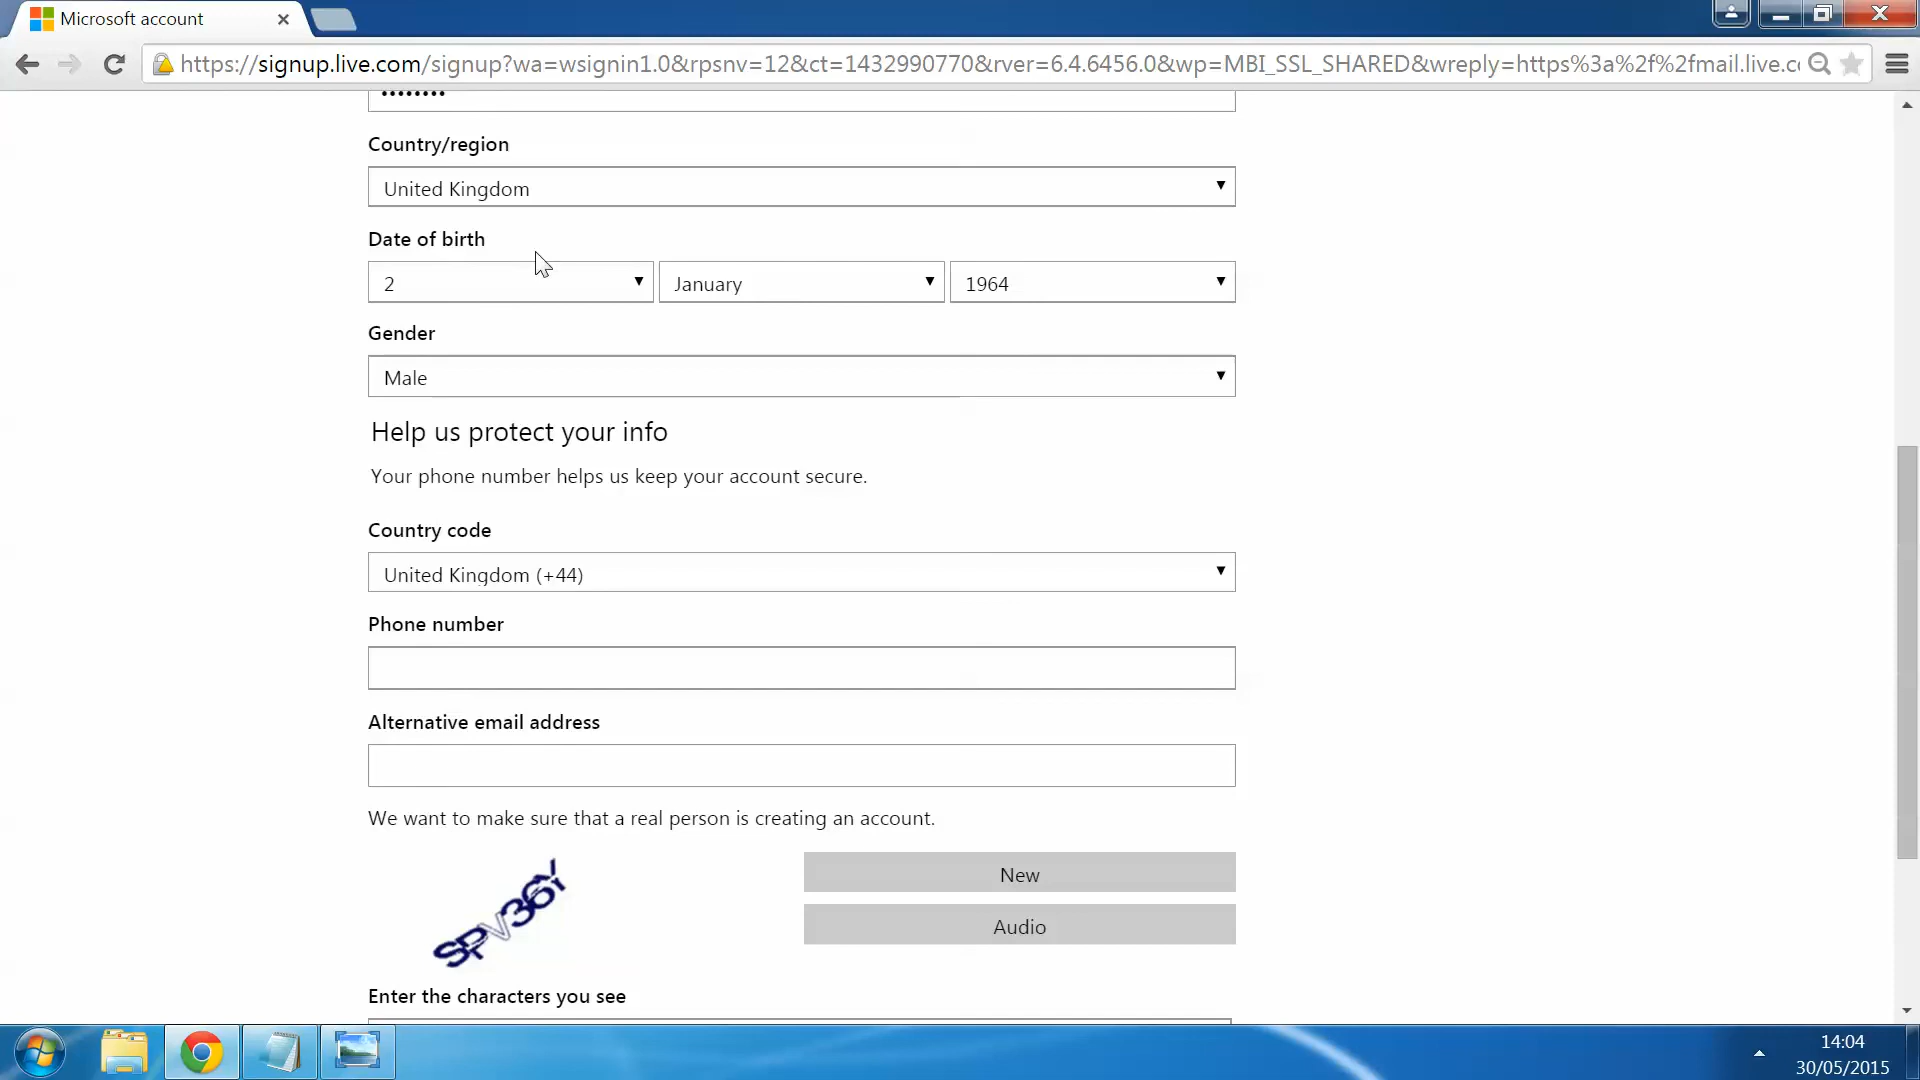 Microsoft account
https://signup.live.com/signup?wa=wsignin1.0&rpsnv=12&ct=1432990770&rver=6.4.6456.0&wp=MBI_SSL_SHARED&wreply=https%3a%2f%2fmail.live.co
••••••••
Country/region
United Kingdom
Date of birth
2 January 1964
Gender
Male
Help us protect your info
Your phone number helps us keep your account secure.
Country code
United Kingdom (+44)
Phone number
Alternative email address
We want to make sure that a real person is creating an account.
New
SPV36Y
Audio
Enter the characters you see
14:04
30/05/2015